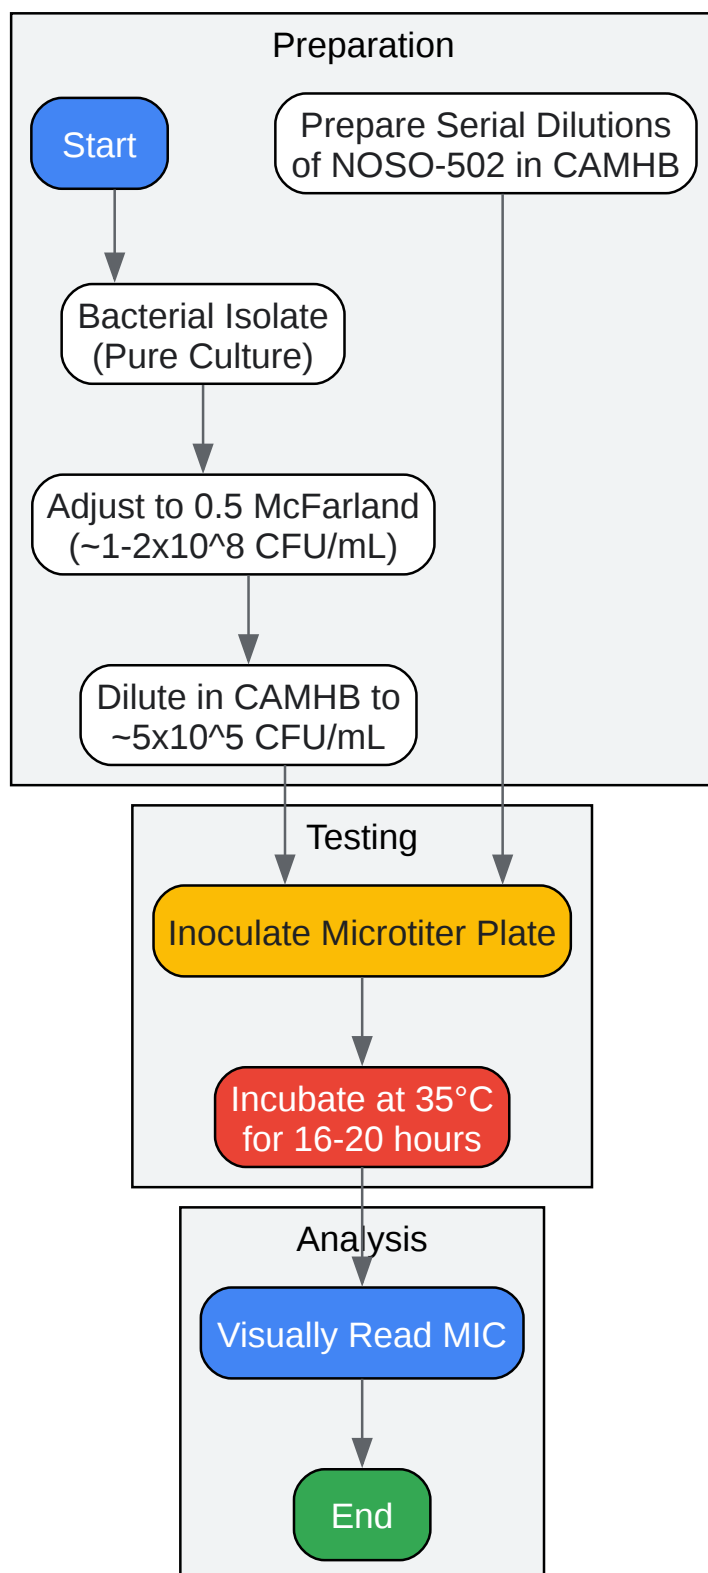 Preparation
Start
Prepare Serial Dilutions
of NOSO-502 in CAMHB
Bacterial Isolate
(Pure Culture)
Adjust to 0.5 McFarland
(~1-2x10^8 CFU/mL)
Dilute in CAMHB to
~5x10^5 CFU/mL
Testing
Inoculate Microtiter Plate
Incubate at 35°C
for 16-20 hours
Analysis
Visually Read MIC
End